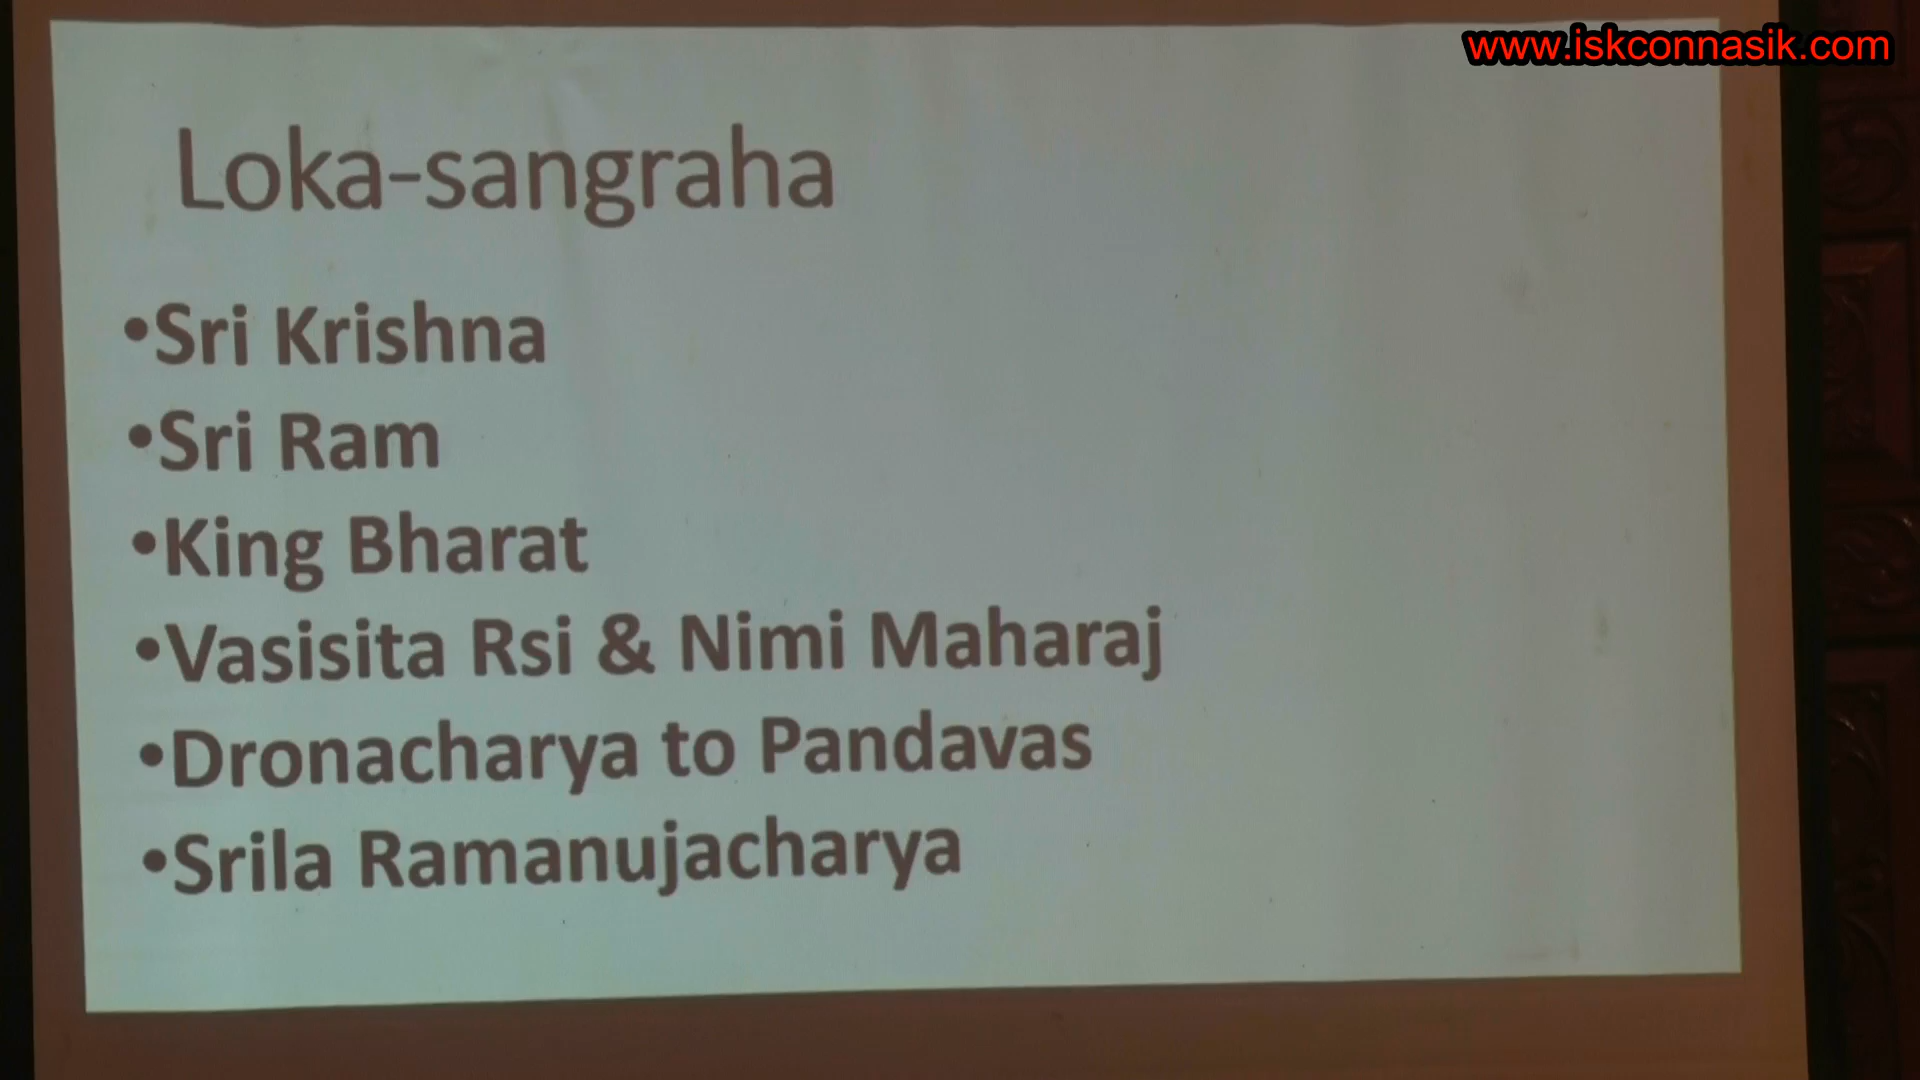 www.iskconnasik.com
Loka-sangraha
•Sri Krishna
•Sri Ram
•King Bharat
•Vasisita Rsi & Nimi Maharaj
•Dronacharya to Pandavas
•Srila Ramanujacharya